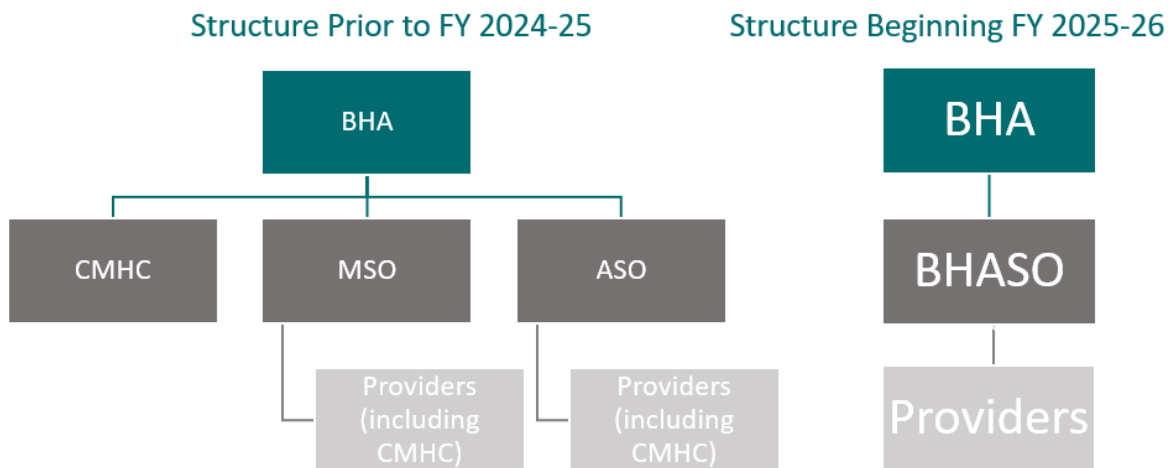 Structure Prior to FY 2024-25
BHA
CMHC
MSO
ASO
Providers
(including
CMHC)
Providers
(including
CMHC)
Structure Beginning FY 2025-26
BHA
BHASO
Providers